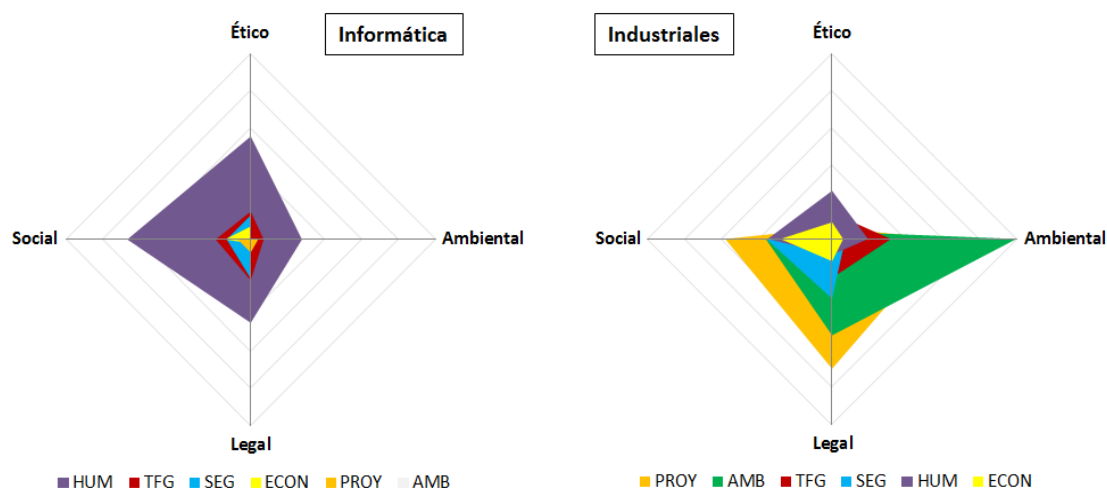 Informática
Ético
Social
Ambiental
Legal
HUM TFG SEG ECON PROY AMB
Industriales
Ético
Social
Ambiental
Legal
PROY AMB TFG SEG HUM ECON